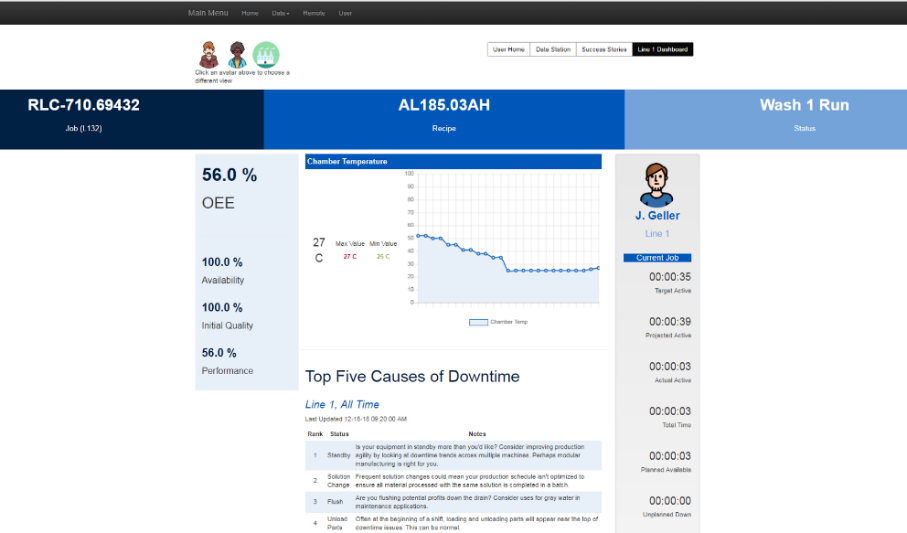 Main Menu Home Data Remote User
Click an avatar above to choose a
different view
User Home Data Station Success Stories Line 1 Dashboard
RLC-710.69432
Job (I.132)
AL185.03AH
Recipe
Wash 1 Run
Status
56.0 %
OEE
100.0 %
Availability
100.0 %
Initial Quality
56.0 %
Performance
Chamber Temperature
27
C
Max Value Min Value
27 C 26 C
100
90
80
70
60
50
40
30
20
10
0
Chamber Temp
Top Five Causes of Downtime
Line 1, All Time
Last Updated 12-16-16 09:20:00 AM
Rank Status Notes
1 Standby Is your equipment in standby more than you'd like? Consider improving production
agility by looking at downtime trends across multiple machines. Perhaps modular
manufacturing is right for you.
2 Solution Change Frequent solution changes could mean your production schedule isn't optimized to
ensure all material processed with the same solution is completed in a batch.
3 Flush Are you flushing potential profits down the drain? Consider uses for gray water in
maintenance applications.
4 Unload Parts Often at the beginning of a shift, loading and unloading parts will appear near the top of
downtime issues. This can be normal.
J. Geller
Line 1
Current Job
00:00:35
Target Active
00:00:39
Projected Active
00:00:03
Actual Active
00:00:03
Total Time
00:00:03
Planned Available
00:00:00
Unplanned Down